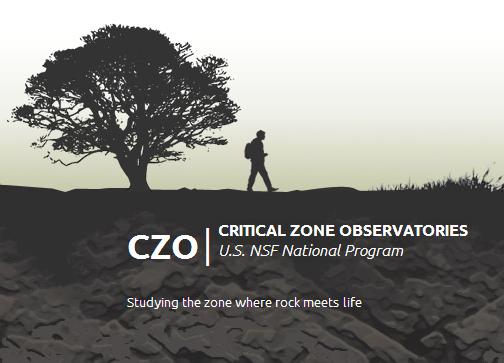 CZO
CRITICAL ZONE OBSERVATORIES
U.S. NSF National Program
Studying the zone where rock meets life